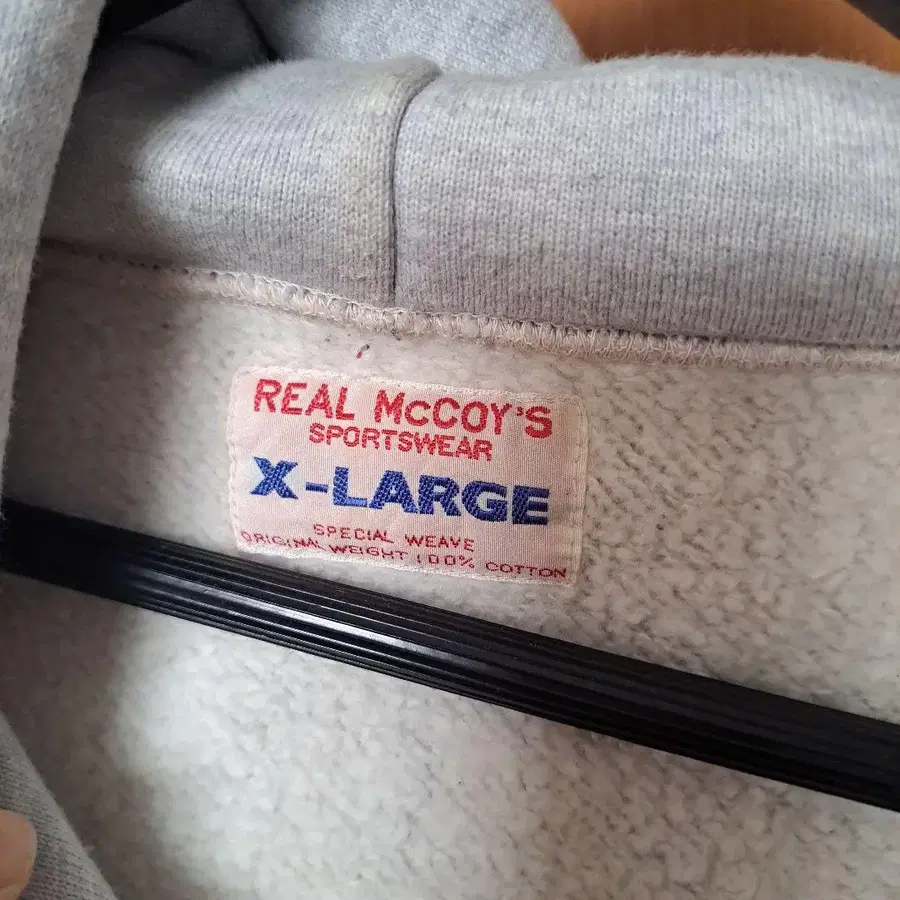 REAL McCOY'S
SPORTSWEAR
X-LARGE
SPECIAL WEAVE
ORIGINAL WEIGHT 100% COTTON